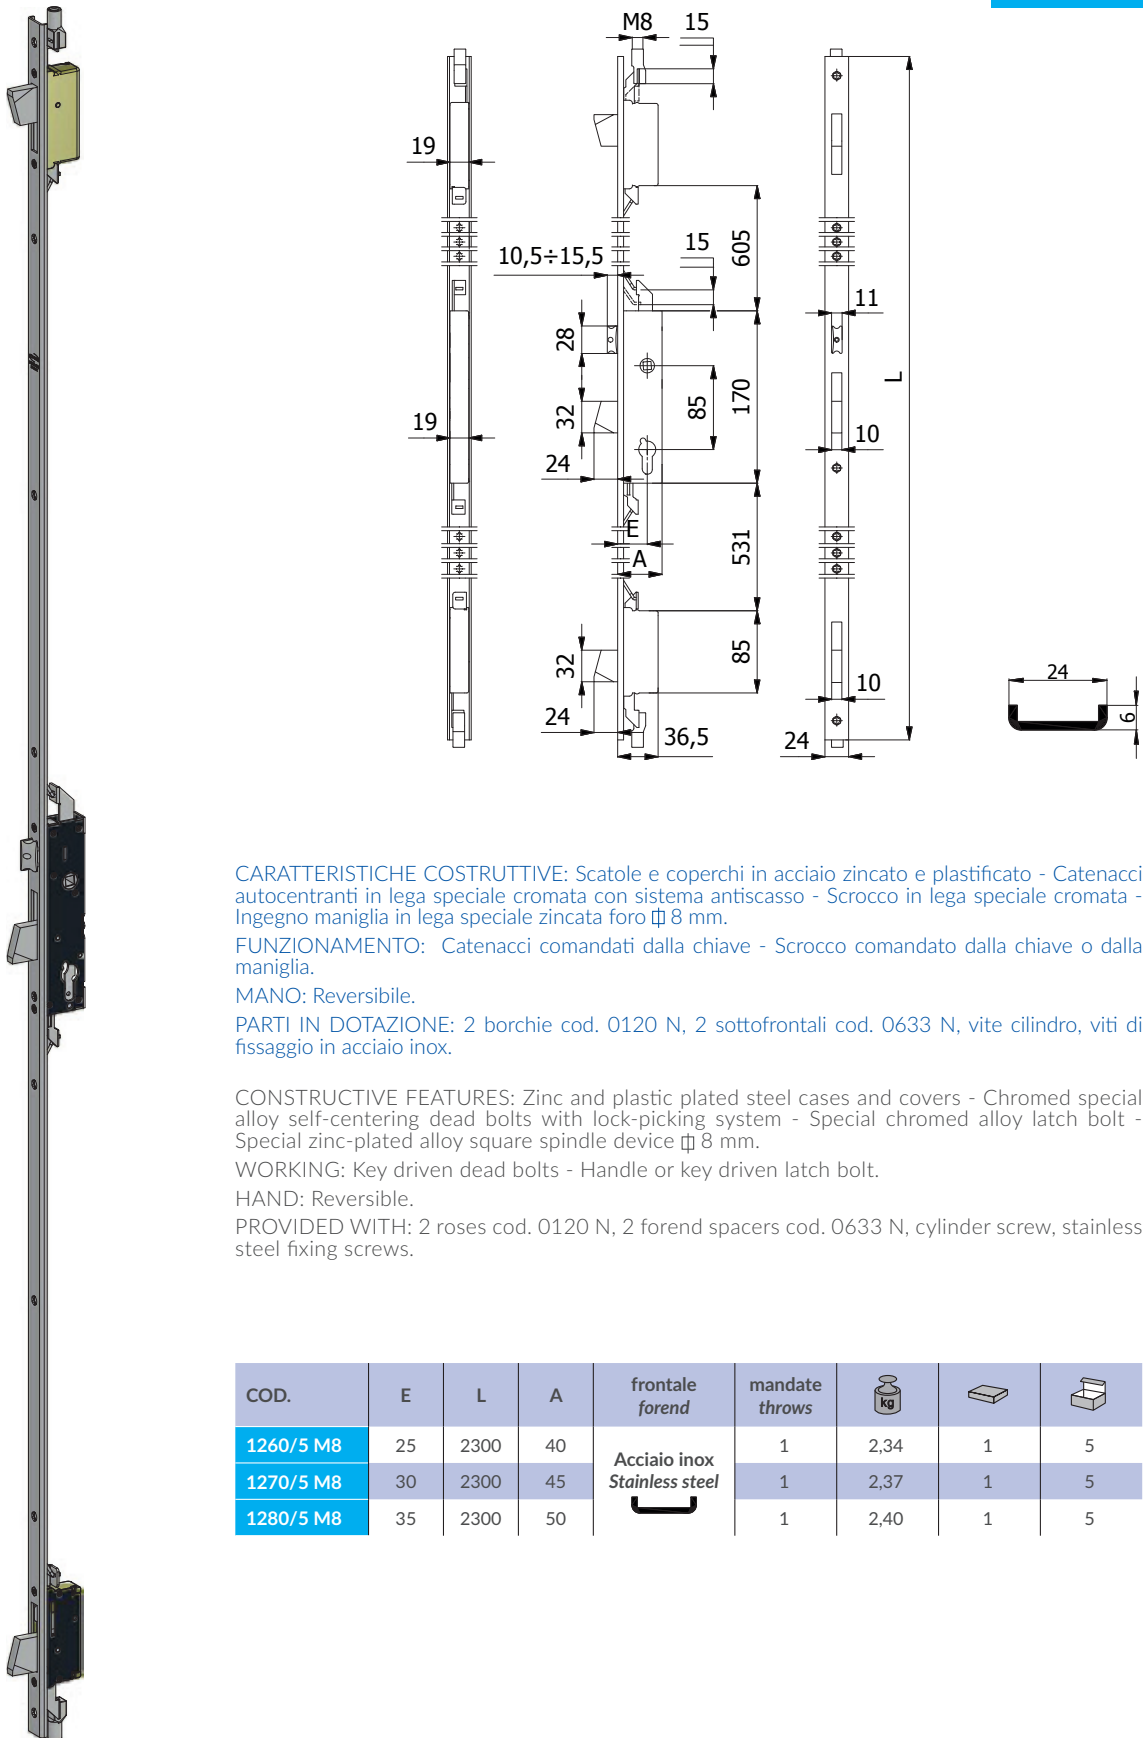 M8
15
19
10,5÷15,5
15
605
11
28
L
170
85
32
19
10
24
E
531
A
32
85
10
24
24
6
24
36,5
24
CARATTERISTICHE COSTRUTTIVE: Scatole e coperchi in acciaio zincato e plastificato - Catenacci
autocentranti in lega speciale cromata con sistema antiscasso - Scrocco in lega speciale cromata -
Ingegno maniglia in lega speciale zincata foro 8 mm.
FUNZIONAMENTO: Catenacci comandati dalla chiave - Scrocco comandato dalla chiave o dalla
maniglia.
MANO: Reversibile.
PARTI IN DOTAZIONE: 2 borchie cod. 0120 N, 2 sottofrontali cod. 0633 N, vite cilindro, viti di
fissaggio in acciaio inox.
CONSTRUCTIVE FEATURES: Zinc and plastic plated steel cases and covers - Chromed special
alloy self-centering dead bolts with lock-picking system - Special chromed alloy latch bolt -
Special zinc-plated alloy square spindle device 8 mm.
WORKING: Key driven dead bolts - Handle or key driven latch bolt.
HAND: Reversible.
PROVIDED WITH: 2 roses cod. 0120 N, 2 forend spacers cod. 0633 N, cylinder screw, stainless
steel fixing screws.
COD. E L A frontale mandate kg
forend throws
1260/5 M8 25 2300 40 Acciaio inox 1 2,34 1 5
1270/5 M8 30 2300 45 Stainless steel 1 2,37 1 5
1280/5 M8 35 2300 50 1 2,40 1 5